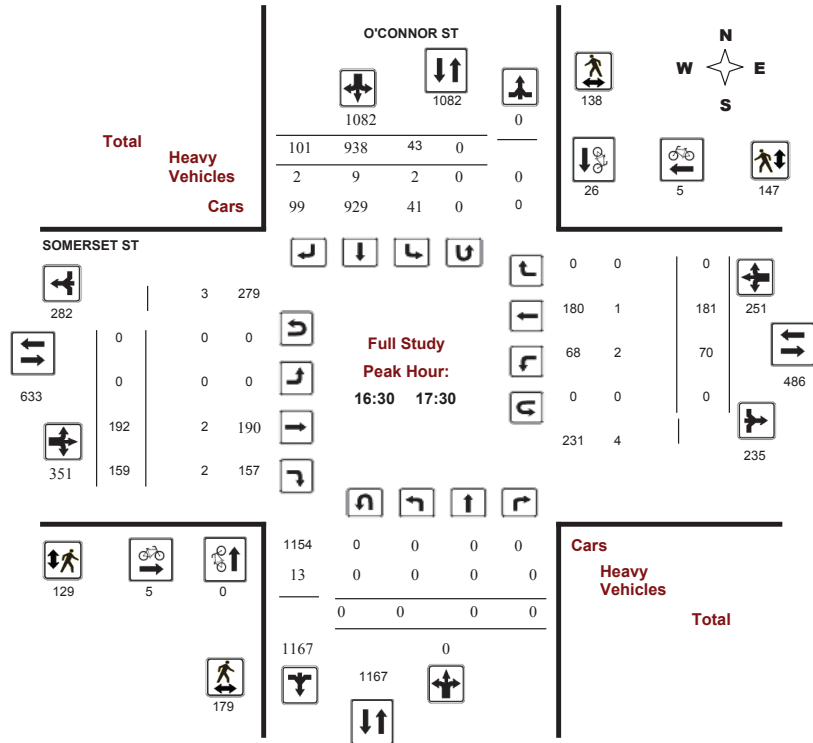 O'CONNOR ST
N
W E
S
1082
138
1082 0
Total 101 938 43 0
Heavy
Vehicles 2 9 2 0 0
26 5 147
Cars 99 929 41 0 0
SOMERSET ST
3 279 0 0 0
282 180 1 181 251
0 0 0
Full Study
68 2 70
633 0 0 0
Peak Hour:
486
16:30 17:30
0 0 0
192 2 190
231 4 235
351 159 2 157
1154 0 0 0 0 Cars
13 0 0 0 0 Heavy
Vehicles
129 5 0
0 0 0 0 Total
1167 0
1167
179